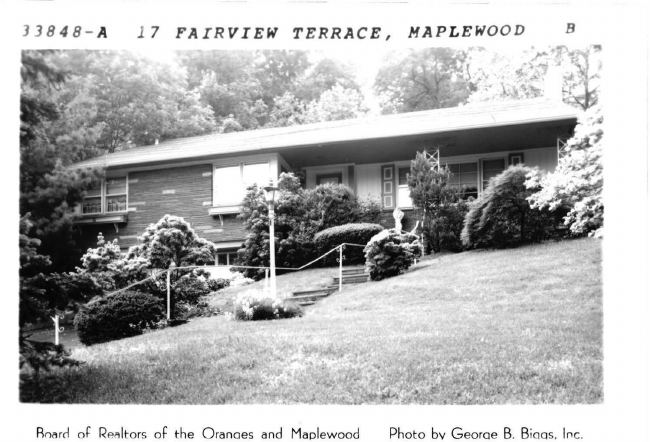 33848-A 17 FAIRVIEW TERRACE, MAPLEWOOD B
Board of Realtors of the Oranges and Maplewood Photo by George B. Biggs, Inc.